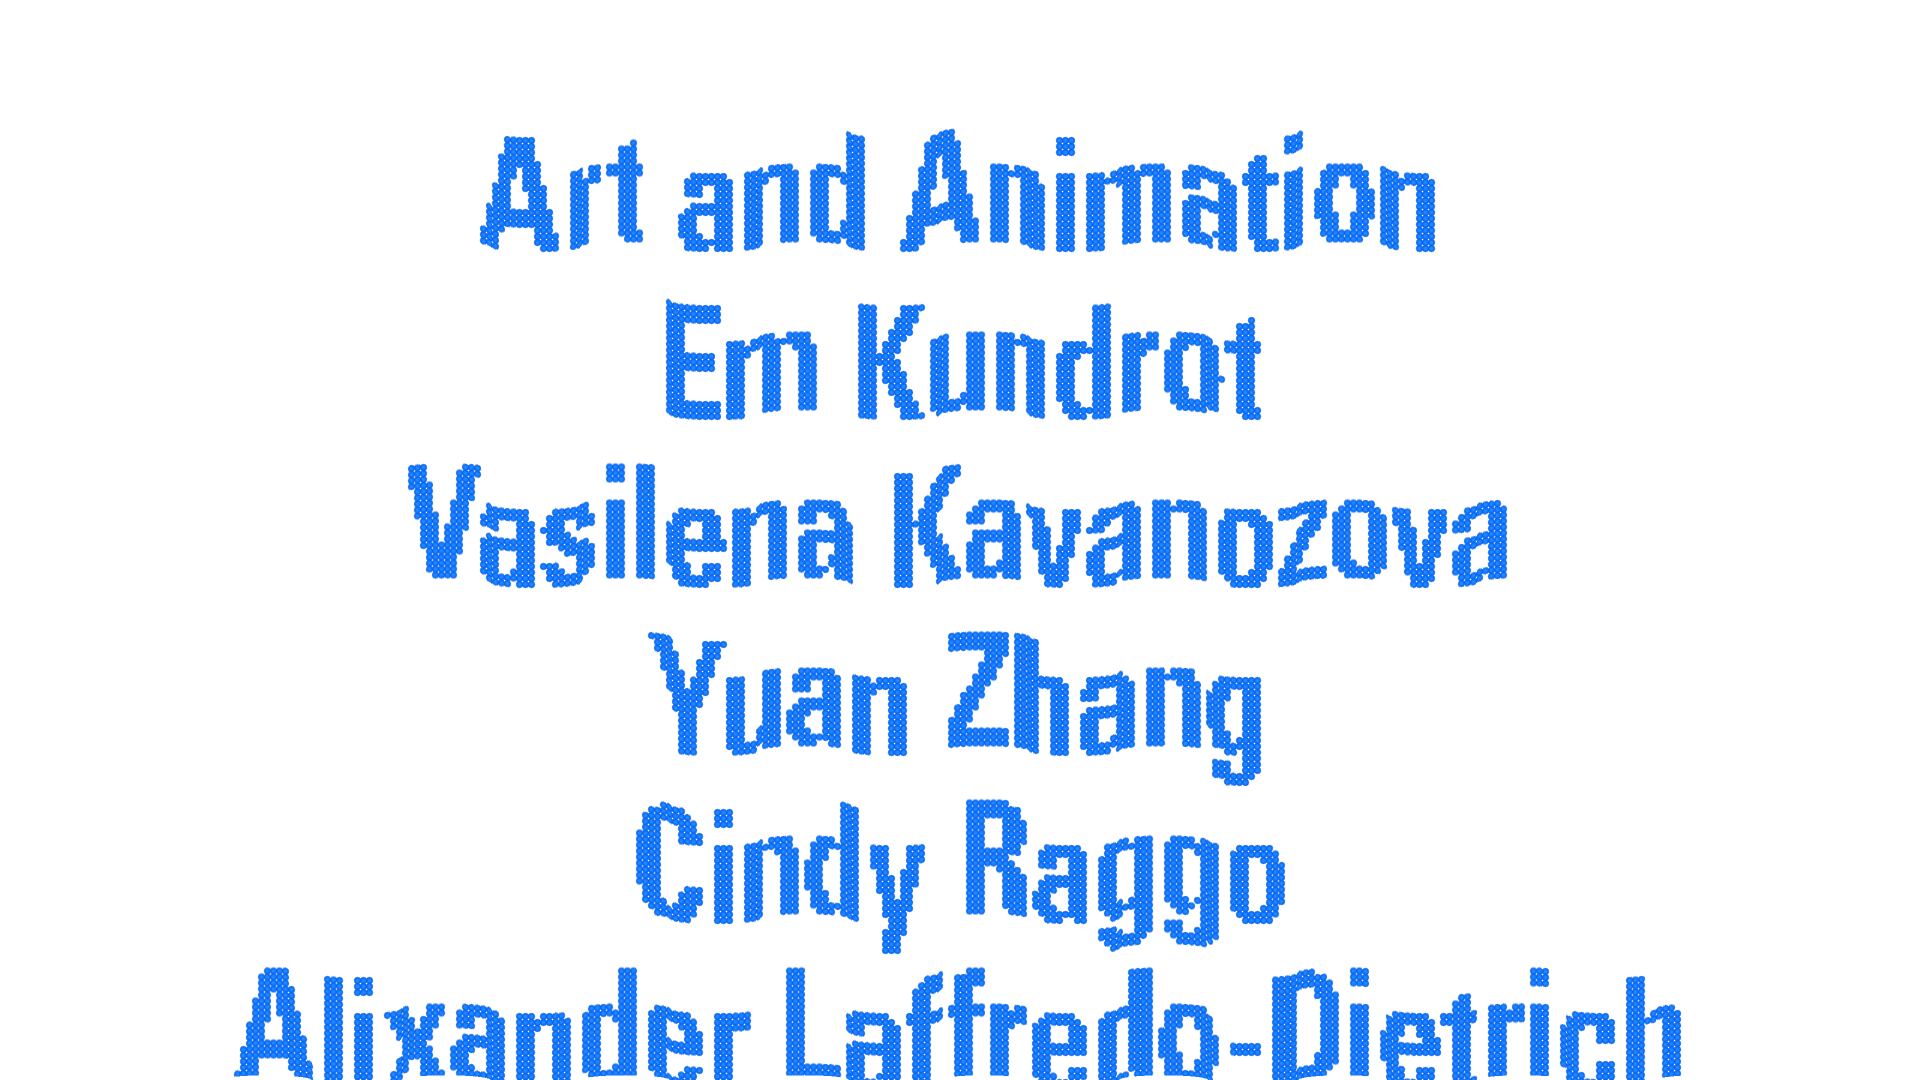 Art and Animation
Em Kundrot
Vasilena Kavanozova
Yuan Zhang
Cindy Raggo
Alixander Laffredo-Dietrich